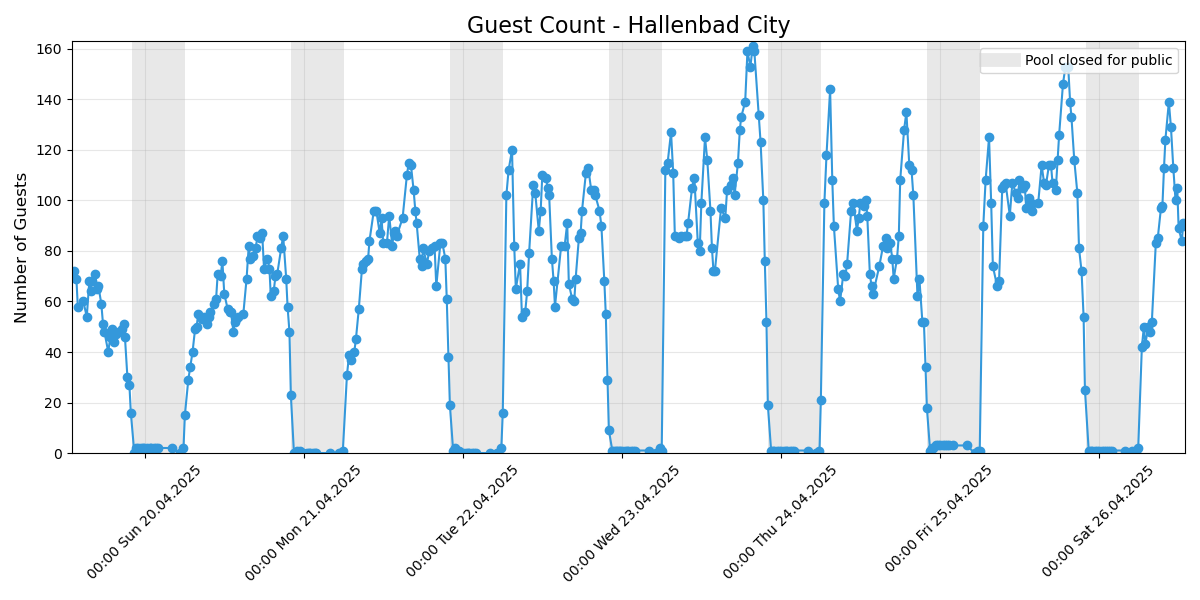 Guest Count - Hallenbad City
Pool closed for public
Number of Guests
160
140
120
100
80
60
40
20
0
00:00 Sun 20.04.2025
00:00 Mon 21.04.2025
00:00 Tue 22.04.2025
00:00 Wed 23.04.2025
00:00 Thu 24.04.2025
00:00 Fri 25.04.2025
00:00 Sat 26.04.2025